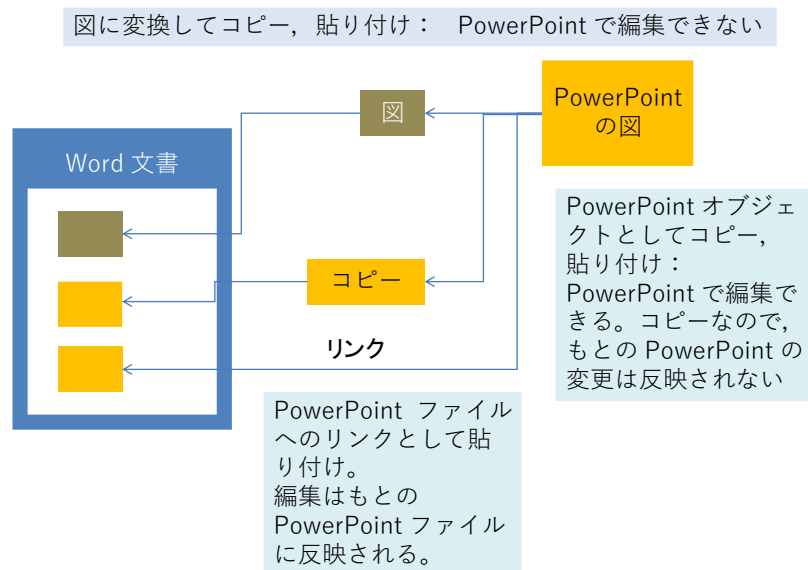 図に変換してコピー，貼り付け：　PowerPoint で編集できない
図
PowerPoint
の図
Word 文書
PowerPoint オブジェ
クトとしてコピー，
貼り付け：
PowerPoint で編集で
きる。コピーなので，
もとの PowerPoint の
変更は反映されない
コピー
リンク
PowerPoint ファイル
へのリンクとして貼
り付け。
編集はもとの
PowerPoint ファイル
に反映される。